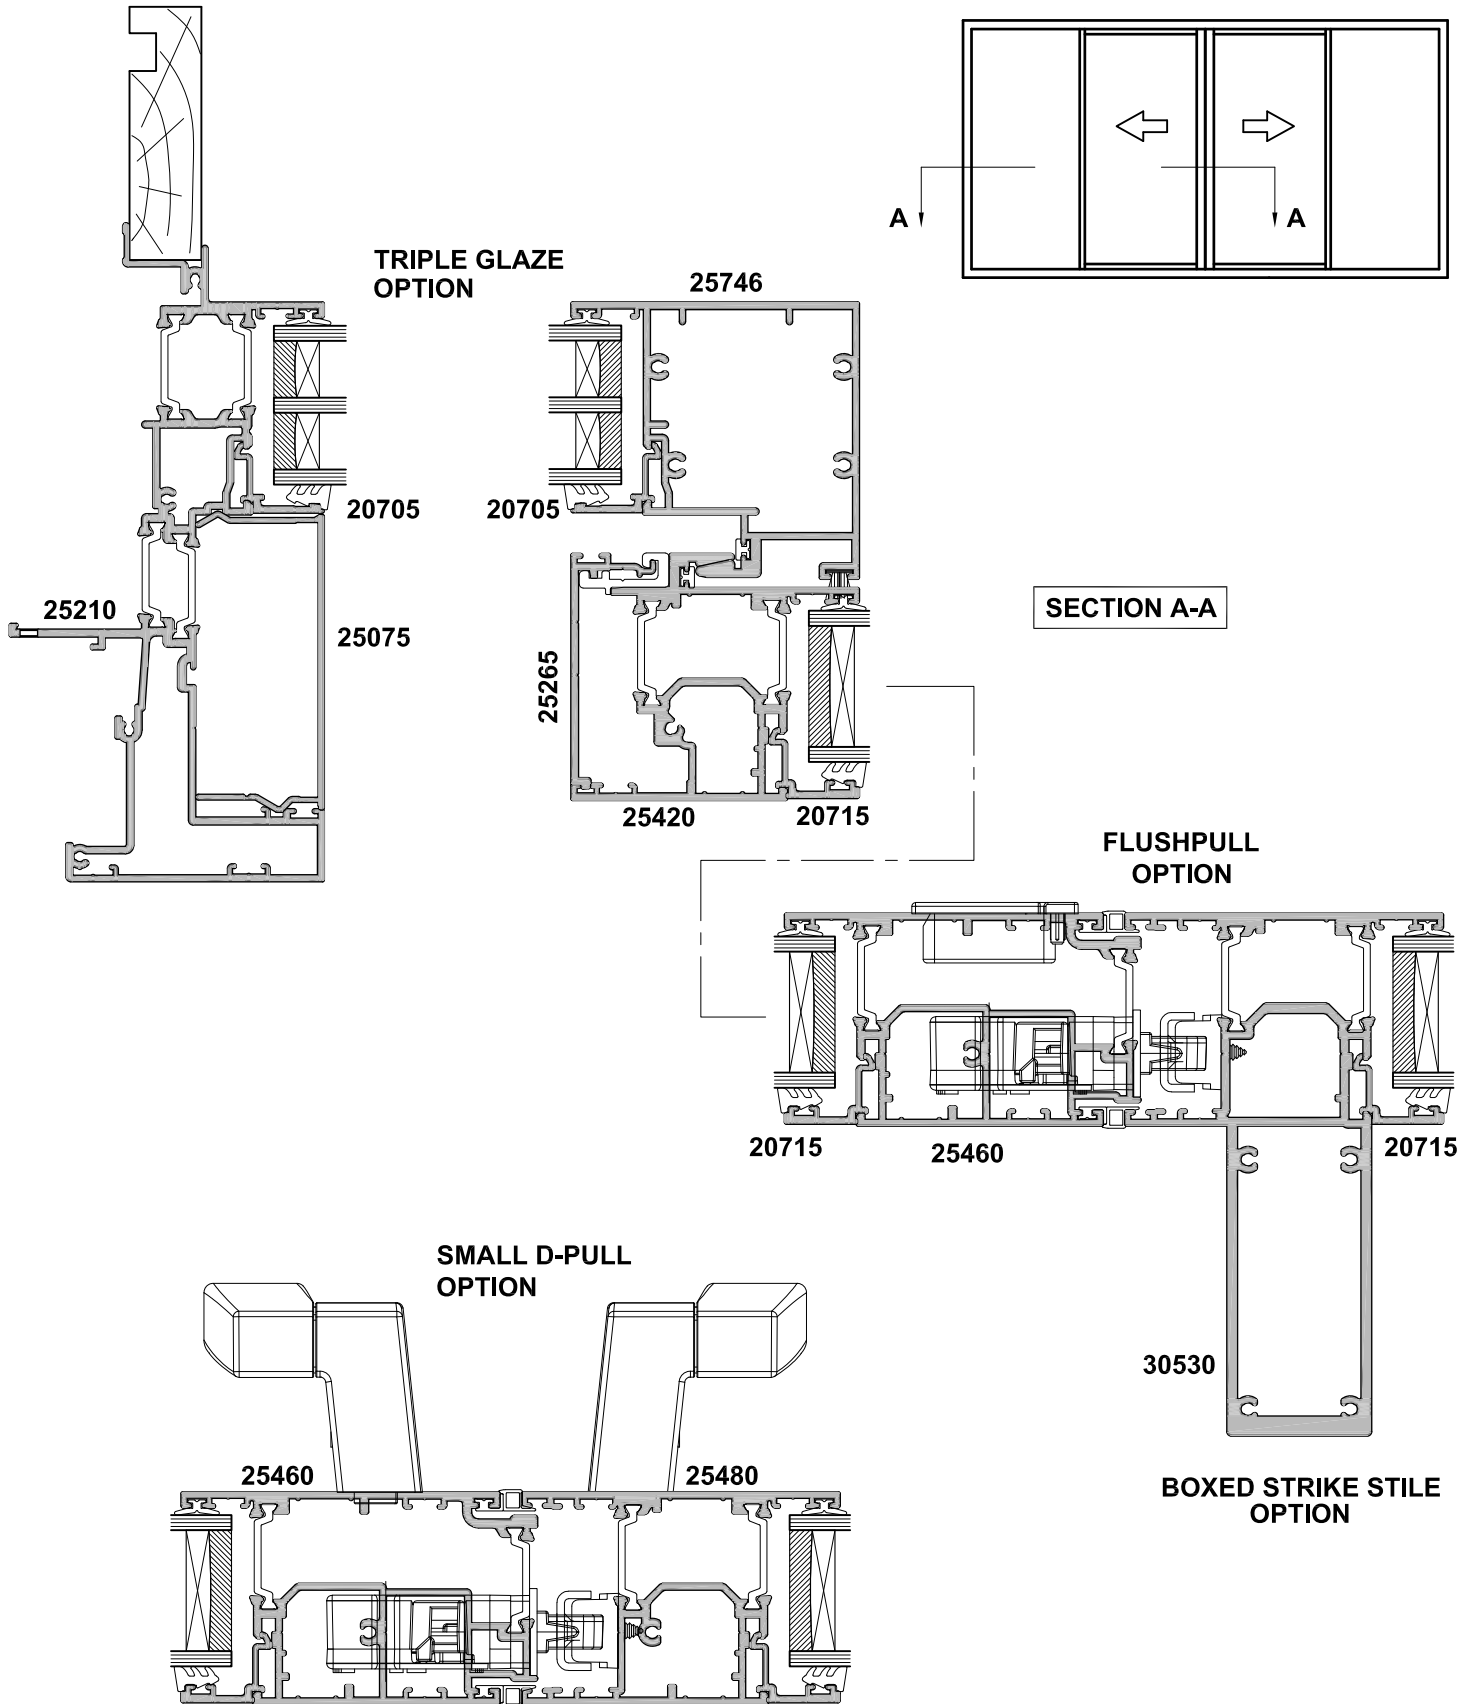 A
A
TRIPLE GLAZE
OPTION
25746
20705
20705
25210
25075
25265
SECTION A-A
25420
20715
FLUSHPULL
OPTION
20715
25460
20715
SMALL D-PULL
OPTION
30530
25460
25480
BOXED STRIKE STILE
OPTION